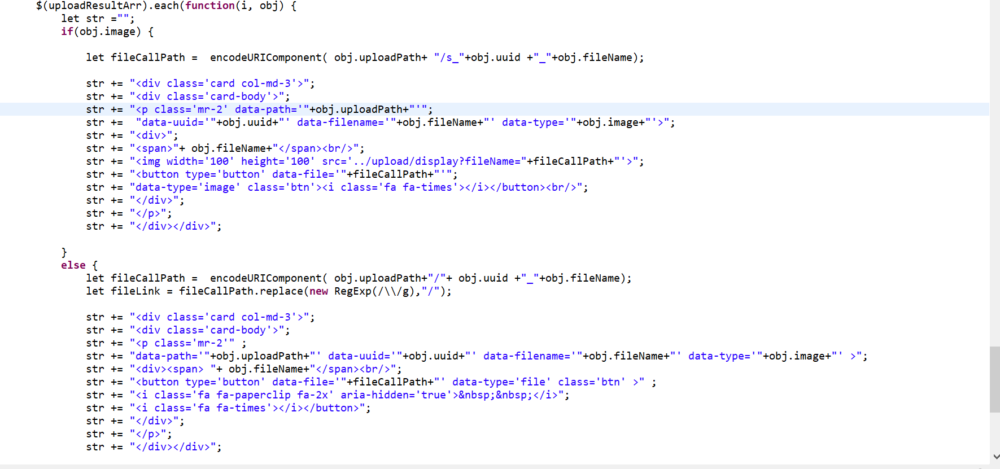 $(uploadResultArr).each(function(i, obj) {
let str ="";
if(obj.image) {
let fileCallPath =  encodeURIComponent( obj.uploadPath+ "/s_"+obj.uuid +"_"+obj.fileName);
str += "<div class='card col-md-3'>";
str += "<div class='card-body'>";
str += "<p class='mr-2' data-path='"+obj.uploadPath+"'";
str +=  "data-uuid='"+obj.uuid+"' data-filename='"+obj.fileName+"' data-type='"+obj.image+"'>";
str += "<div>";
str += "<span>"+ obj.fileName+"</span><br/>";
str += "<img width='100' height='100' src='../upload/display?fileName="+fileCallPath+"'>";
str += "<button type='button' data-file='"+fileCallPath+"'";
str += "data-type='image' class='btn'><i class='fa fa-times'></i></button><br/>";
str += "</div>";
str += "</p>";
str += "</div></div>";
}
else {
let fileCallPath =  encodeURIComponent( obj.uploadPath+"/"+ obj.uuid +"_"+obj.fileName);
let fileLink = fileCallPath.replace(new RegExp(/\\/g),"/");
str += "<div class='card col-md-3'>";
str += "<div class='card-body'>";
str += "<p class='mr-2'" ;
str += "data-path='"+obj.uploadPath+"' data-uuid='"+obj.uuid+"' data-filename='"+obj.fileName+"' data-type='"+obj.image+"' >";
str += "<div><span> "+ obj.fileName+"</span><br/>";
str += "<button type='button' data-file='"+fileCallPath+"' data-type='file' class='btn' >" ;
str += "<i class='fa fa-paperclip fa-2x' aria-hidden='true'>&nbsp;&nbsp;</i>";
str += "<i class='fa fa-times'></i></button>";
str += "</div>";
str += "</p>";
str += "</div></div>";